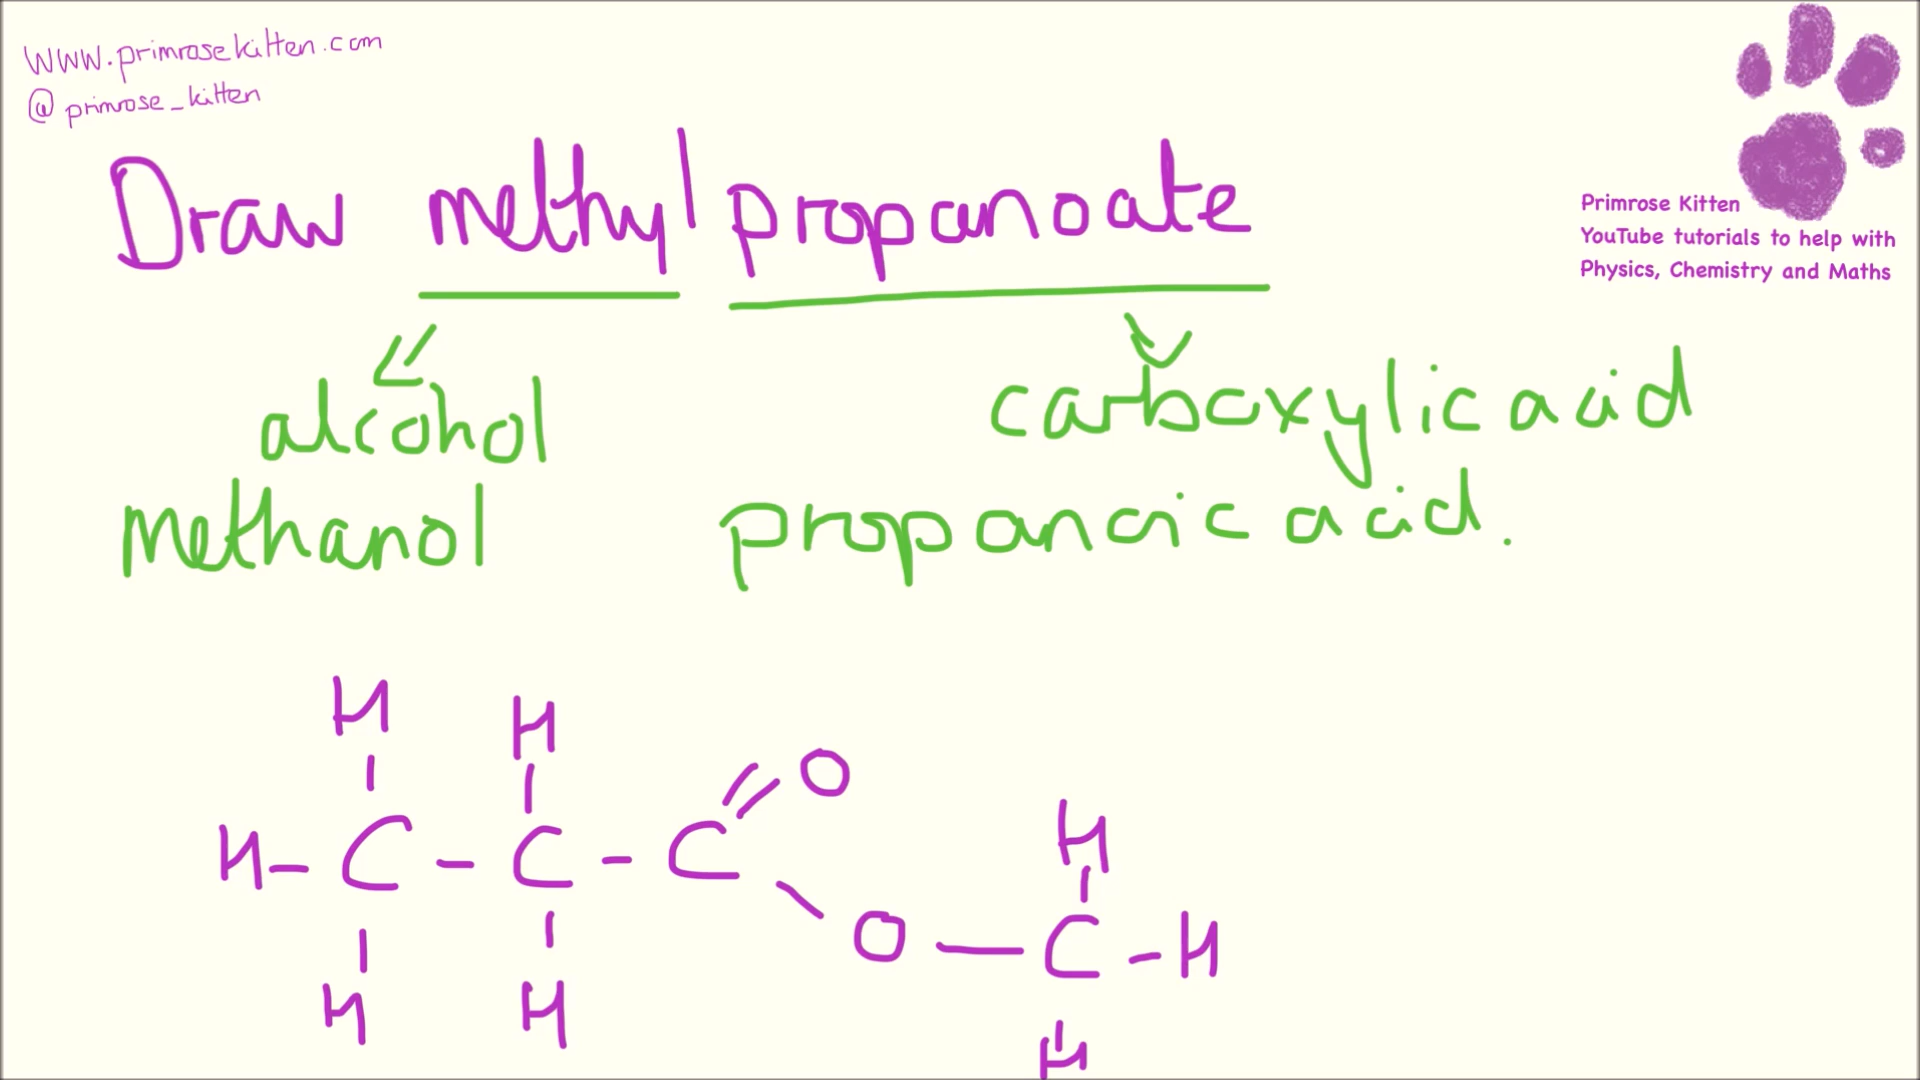 www.primrosekitten.com
@primrose_kitten
Draw methyl propanoate
Primrose Kitten
YouTube tutorials to help with
Physics, Chemistry and Maths
alcohol carboxylic acid
methanol propanoic acid.
H H
O
H
H - C - C - C
O - C - H
H H
H